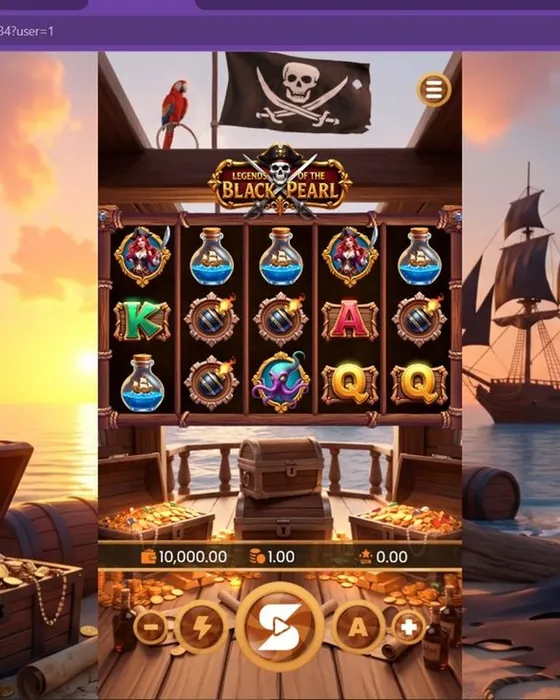 34?user=1
LEGENDS OF THE
BLACK PEARL
K
A
Q
Q
10,000.00
1.00
0.00
A